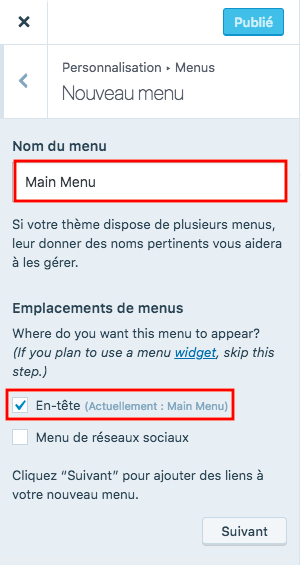 Publié
Personnalisation ▸ Menus
Nouveau menu
Nom du menu
Main Menu
Si votre thème dispose de plusieurs menus,
leur donner des noms pertinents vous aidera
à les gérer.
Emplacements de menus
Where do you want this menu to appear?
(If you plan to use a menu widget, skip this
step.)
En-tête (Actuellement : Main Menu)
Menu de réseaux sociaux
Cliquez “Suivant” pour ajouter des liens à
votre nouveau menu.
Suivant